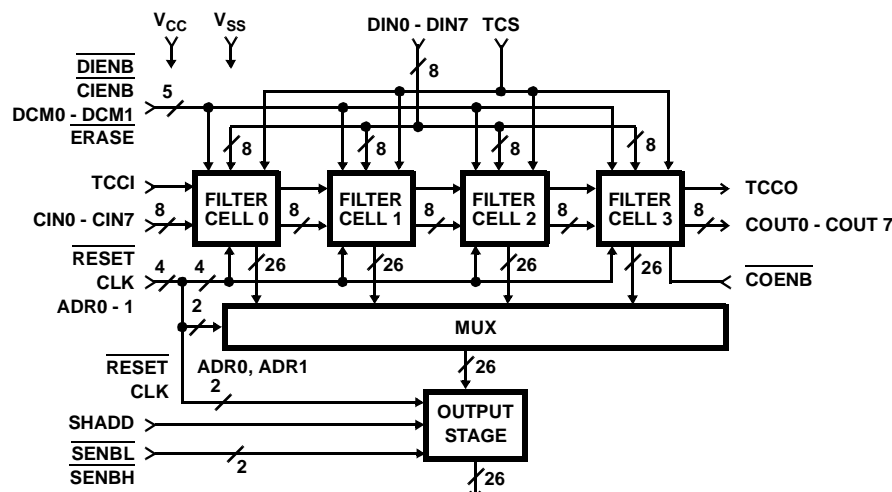 VCC VSS DIN0 - DIN7 TCS
DIENB
CIENB 5 8
DCM0 - DCM1
ERASE
8 8 8 8
TCCI FILTER CELL 0 FILTER CELL 1 FILTER CELL 2 FILTER CELL 3 TCCO
CIN0 - CIN7 8 8 8 8 8 COUT0 - COUT 7
RESET 26 26 26 26
CLK 4 4 COENB
ADR0 - 1 2
MUX
RESET ADR0, ADR1 26
CLK 2
SHADD OUTPUT
STAGE
SENBL 2
SENBH 26